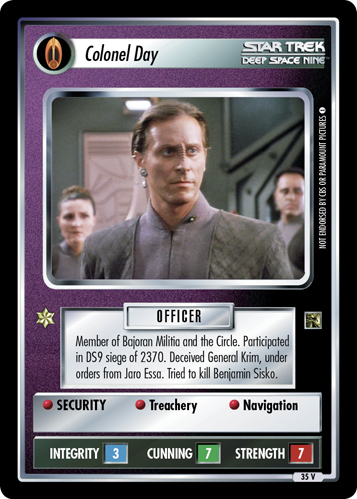 Colonel Day
STAR TREK
DEEP SPACE NINE™
NOT ENDORSED BY CBS OR PARAMOUNT PICTURES
OFFICER
Member of Bajoran Militia and the Circle. Participated
in DS9 siege of 2370. Deceived General Krim, under
orders from Jaro Essa. Tried to kill Benjamin Sisko.
SECURITY Treachery Navigation
INTEGRITY 3 CUNNING 7 STRENGTH 7
35 V